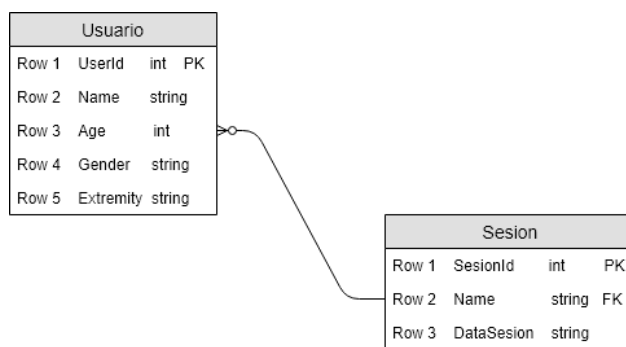 Usuario
Row 1 UserId int PK
Row 2 Name string
Row 3 Age int
Row 4 Gender string
Row 5 Extremity string
Sesion
Row 1 SesionId int PK
Row 2 Name string FK
Row 3 DataSesion string